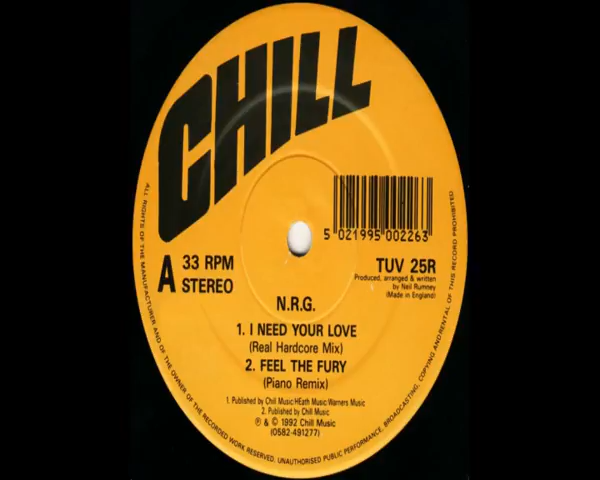 CHILL
5 021995 002263
A
33 RPM
STEREO
TUV 25R
Produced, arranged & written
by Neil Rumney
(Made in England)
N.R.G.
1. I NEED YOUR LOVE
(Real Hardcore Mix)
2. FEEL THE FURY
(Piano Remix)
1. Published by Chill Music/HEath Music/Warners Music
2. Published by Chill Music
℗ & © 1992 Chill Music
(0582-491277)
ALL RIGHTS OF THE MANUFACTURER AND OF THE OWNER OF THE RECORDED WORK RESERVED. UNAUTHORISED PUBLIC PERFORMANCE, BROADCASTING, COPYING AND RENTAL OF THIS RECORD PROHIBITED